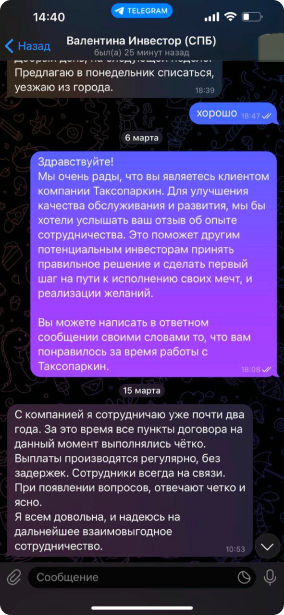 14:40
TELEGRAM
Назад
Валентина Инвестор (СПБ)
был(а) 25 минут назад
Добрый день, на следующей неделе.
Предлагаю в понедельник списаться,
уезжаю из города.
18:39
хорошо 18:47
6 марта
Здравствуйте!
Мы очень рады, что вы являетесь клиентом
компании Таксопаркин. Для улучшения
качества обслуживания и развития, мы бы
хотели услышать ваш отзыв об опыте
сотрудничества. Это поможет другим
потенциальным инвесторам принять
правильное решение и сделать первый
шаг на пути к исполнению своих мечт, и
реализации желаний.
Вы можете написать в ответном
сообщении своими словами то, что вам
понравилось за время работы с
Таксопаркин.
18:08
15 марта
С компанией я сотрудничаю уже почти два
года. За это время все пункты договора на
данный момент выполнялись чётко.
Выплаты производятся регулярно, без
задержек. Сотрудники всегда на связи.
При появлении вопросов, отвечают четко и
ясно.
Я всем довольна, и надеюсь на
дальнейшее взаимовыгодное
сотрудничество.
10:53
Сообщение